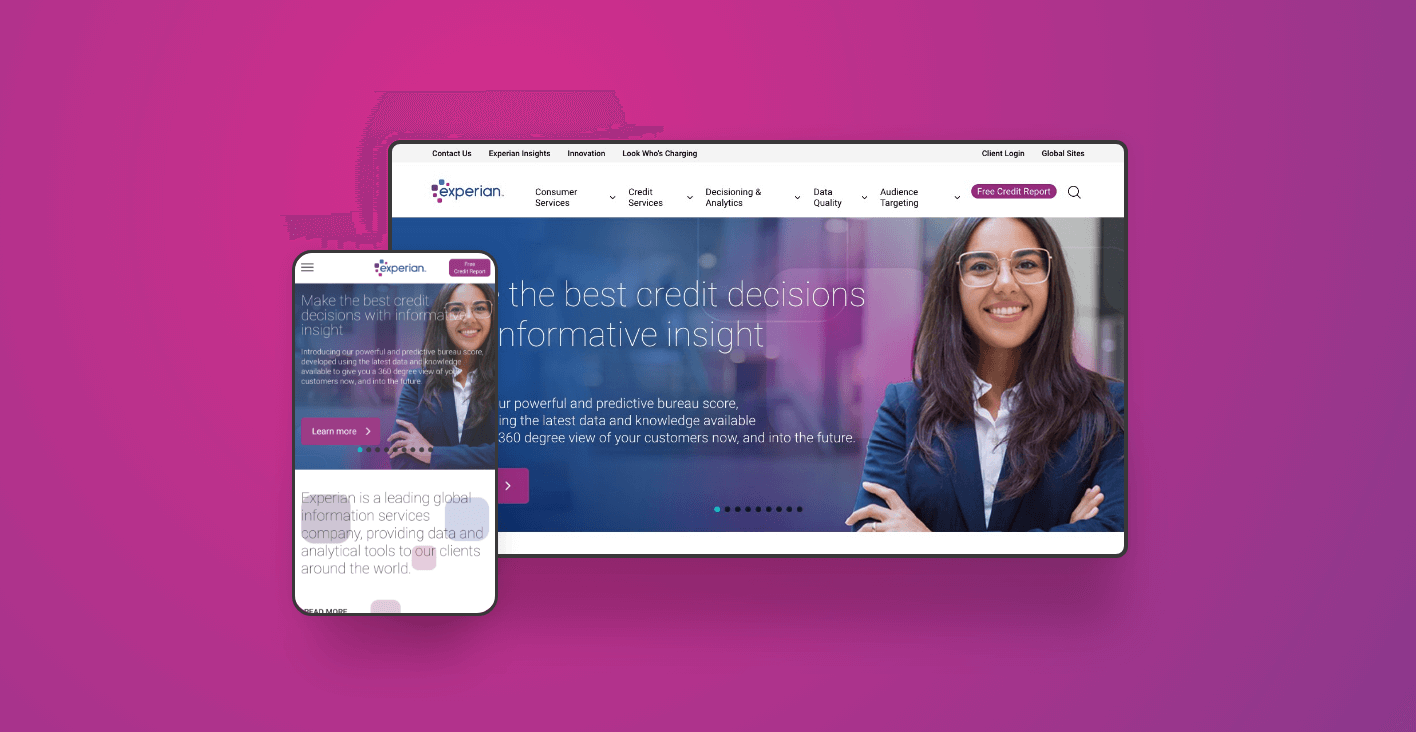 Contact Us
Experian Insights
Innovation
Look Who's Charging
Client Login
Global Sites
experian.
Consumer
Services
Credit
Services
Decisioning &
Analytics
Data
Quality
Audience
Targeting
Free Credit Report
the best credit decisions
nformative insight
ur powerful and predictive bureau score,
ing the latest data and knowledge available
360 degree view of your customers now, and into the future.
experian.
Free
Credit Report
Make the best credit
decisions with informative
insight
Introducing our powerful and predictive bureau score,
developed using the latest data and knowledge
available to give you a 360 degree view of your
customers now, and into the future.
Learn more
Experian is a leading global
information services
company, providing data and
analytical tools to our clients
around the world.
READ MORE